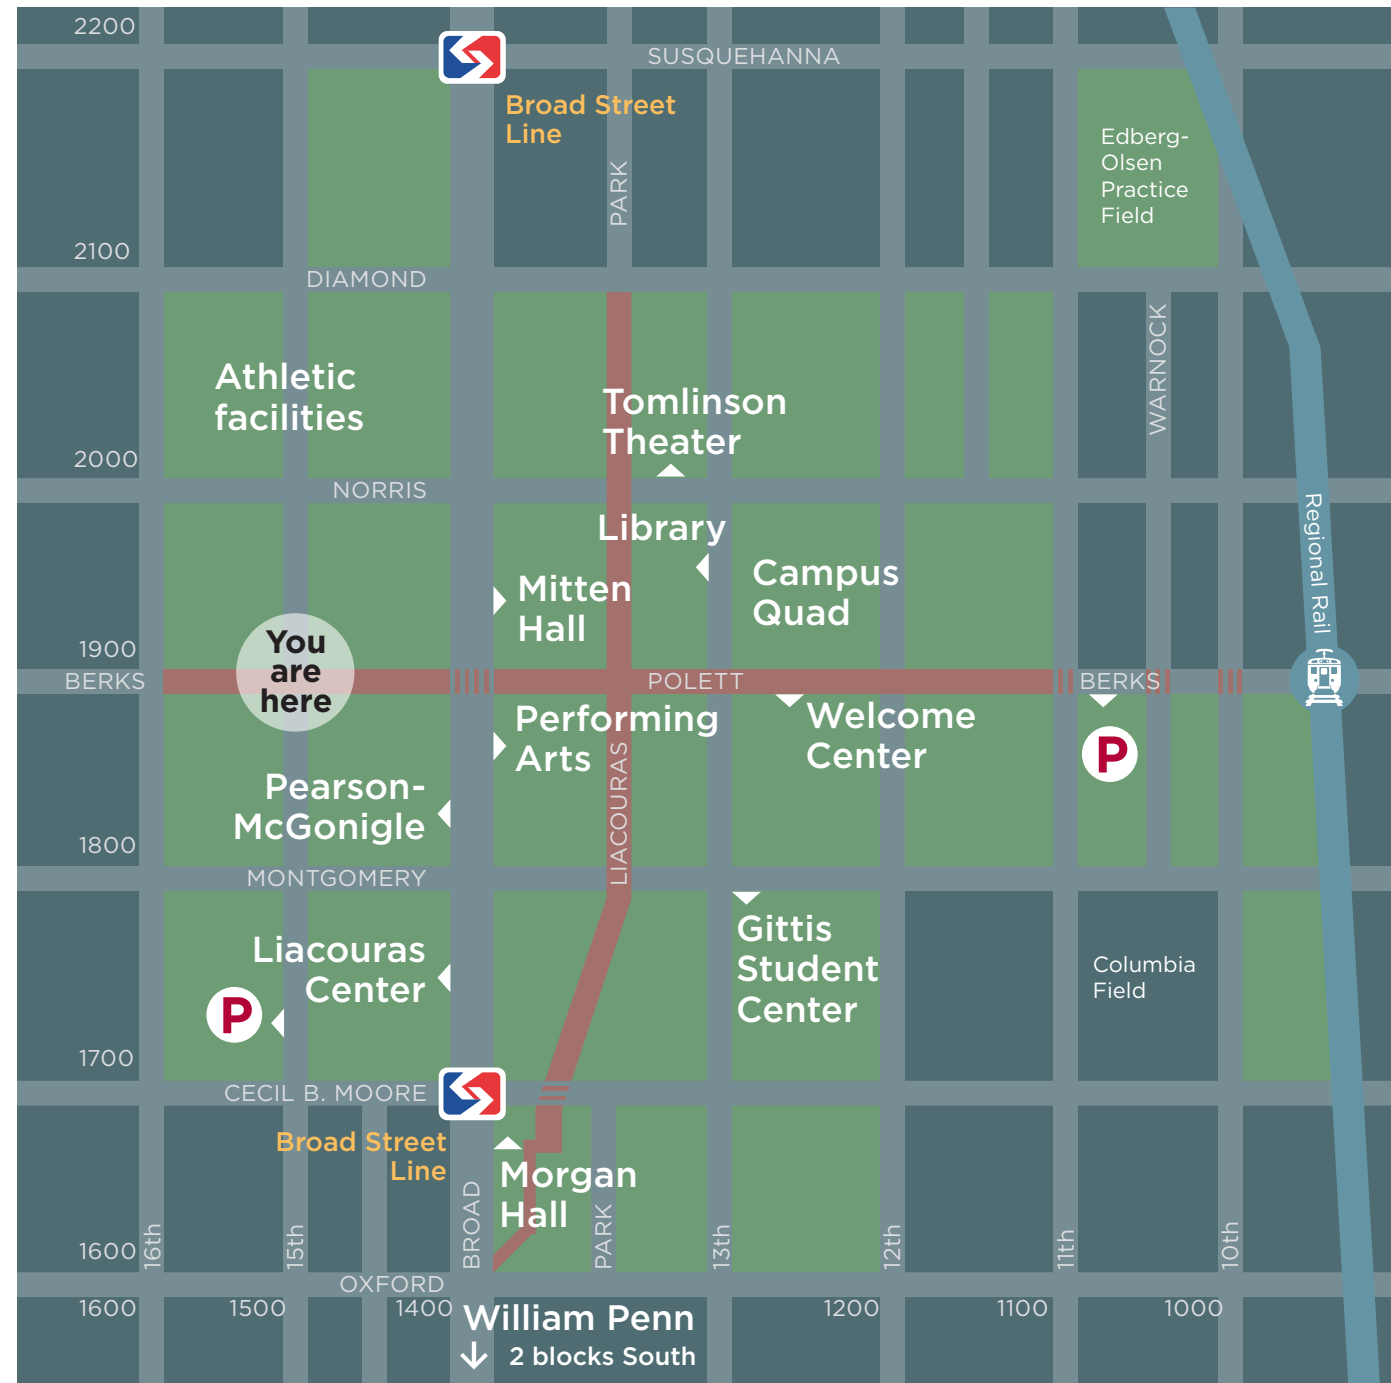 2200
SUSQUEHANNA
Broad Street
Line
PARK
Edberg-
Olsen
Practice
Field
2100
DIAMOND
WARNOCK
Athletic
facilities
Tomlinson
Theater
2000
NORRIS
Regional Rail
Library
Campus
Quad
Mitten
Hall
You
are
here
1900
BERKS
POLETT
BERKS
Performing
Arts
Welcome
Center
P
LIACOURAS
Pearson-
McGonigle
1800
MONTGOMERY
Liacouras
Center
P
Gittis
Student
Center
Columbia
Field
1700
CECIL B. MOORE
Broad Street
Line
Morgan
Hall
1600
16th
15th
BROAD
PARK
13th
12th
11th
10th
OXFORD
1600
1500
1400
William Penn
2 blocks South
1200
1100
1000